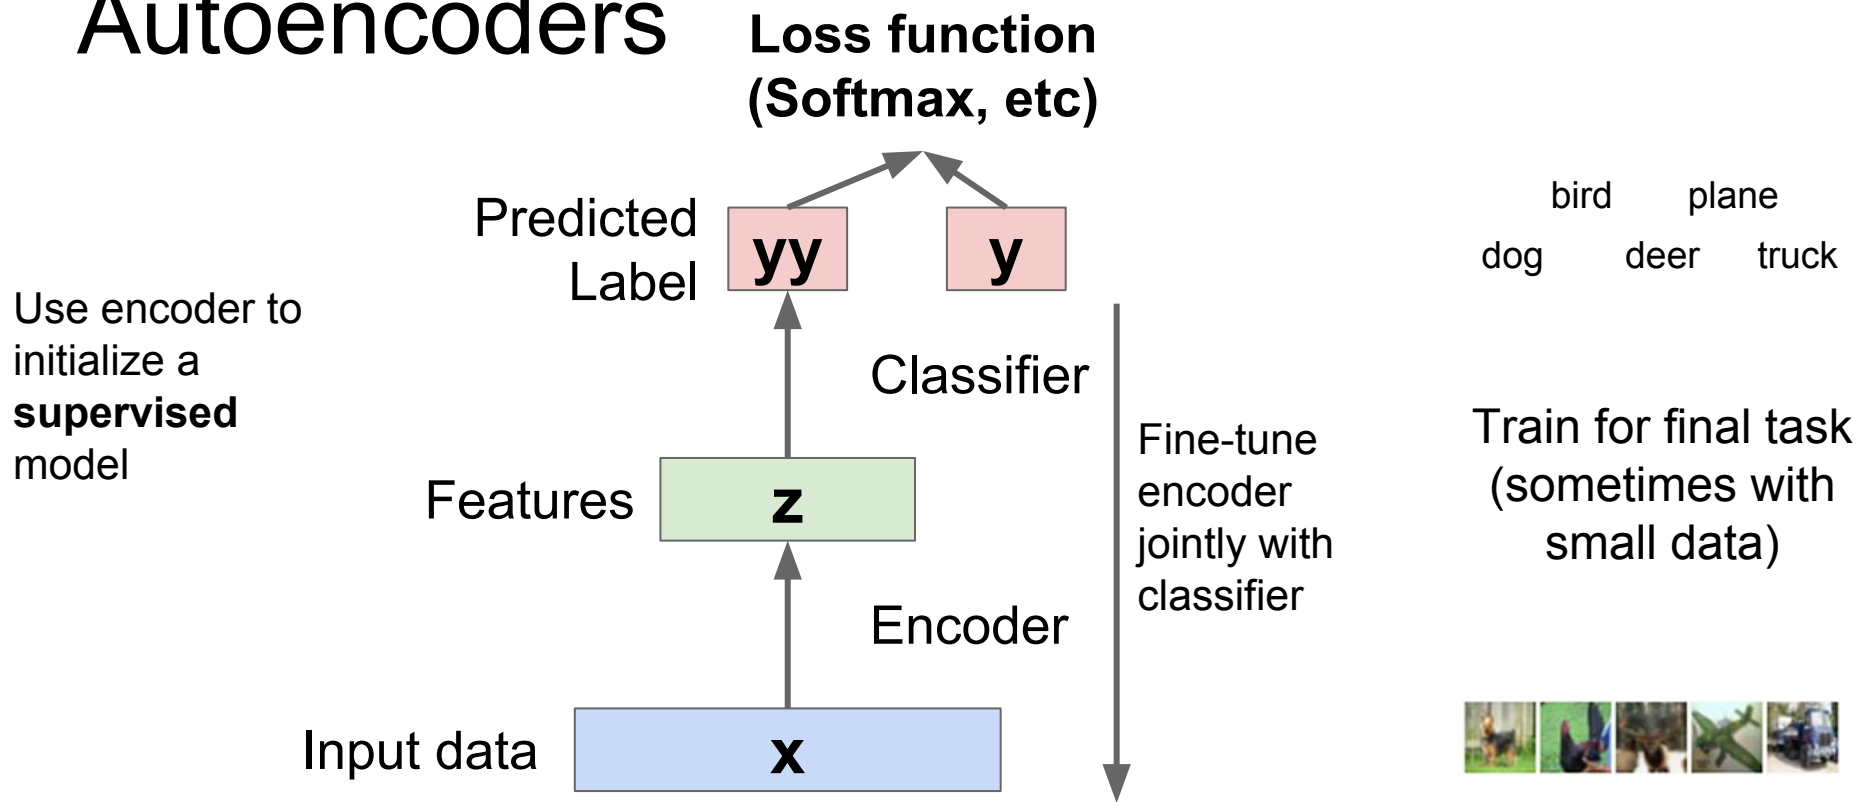 Autoencoders
Loss function
(Softmax, etc)
Predicted
Label
yy
y
bird plane
dog deer truck
Use encoder to
initialize a
supervised
model
Classifier
Features
z
Fine-tune
encoder
jointly with
classifier
Train for final task
(sometimes with
small data)
Encoder
Input data
x